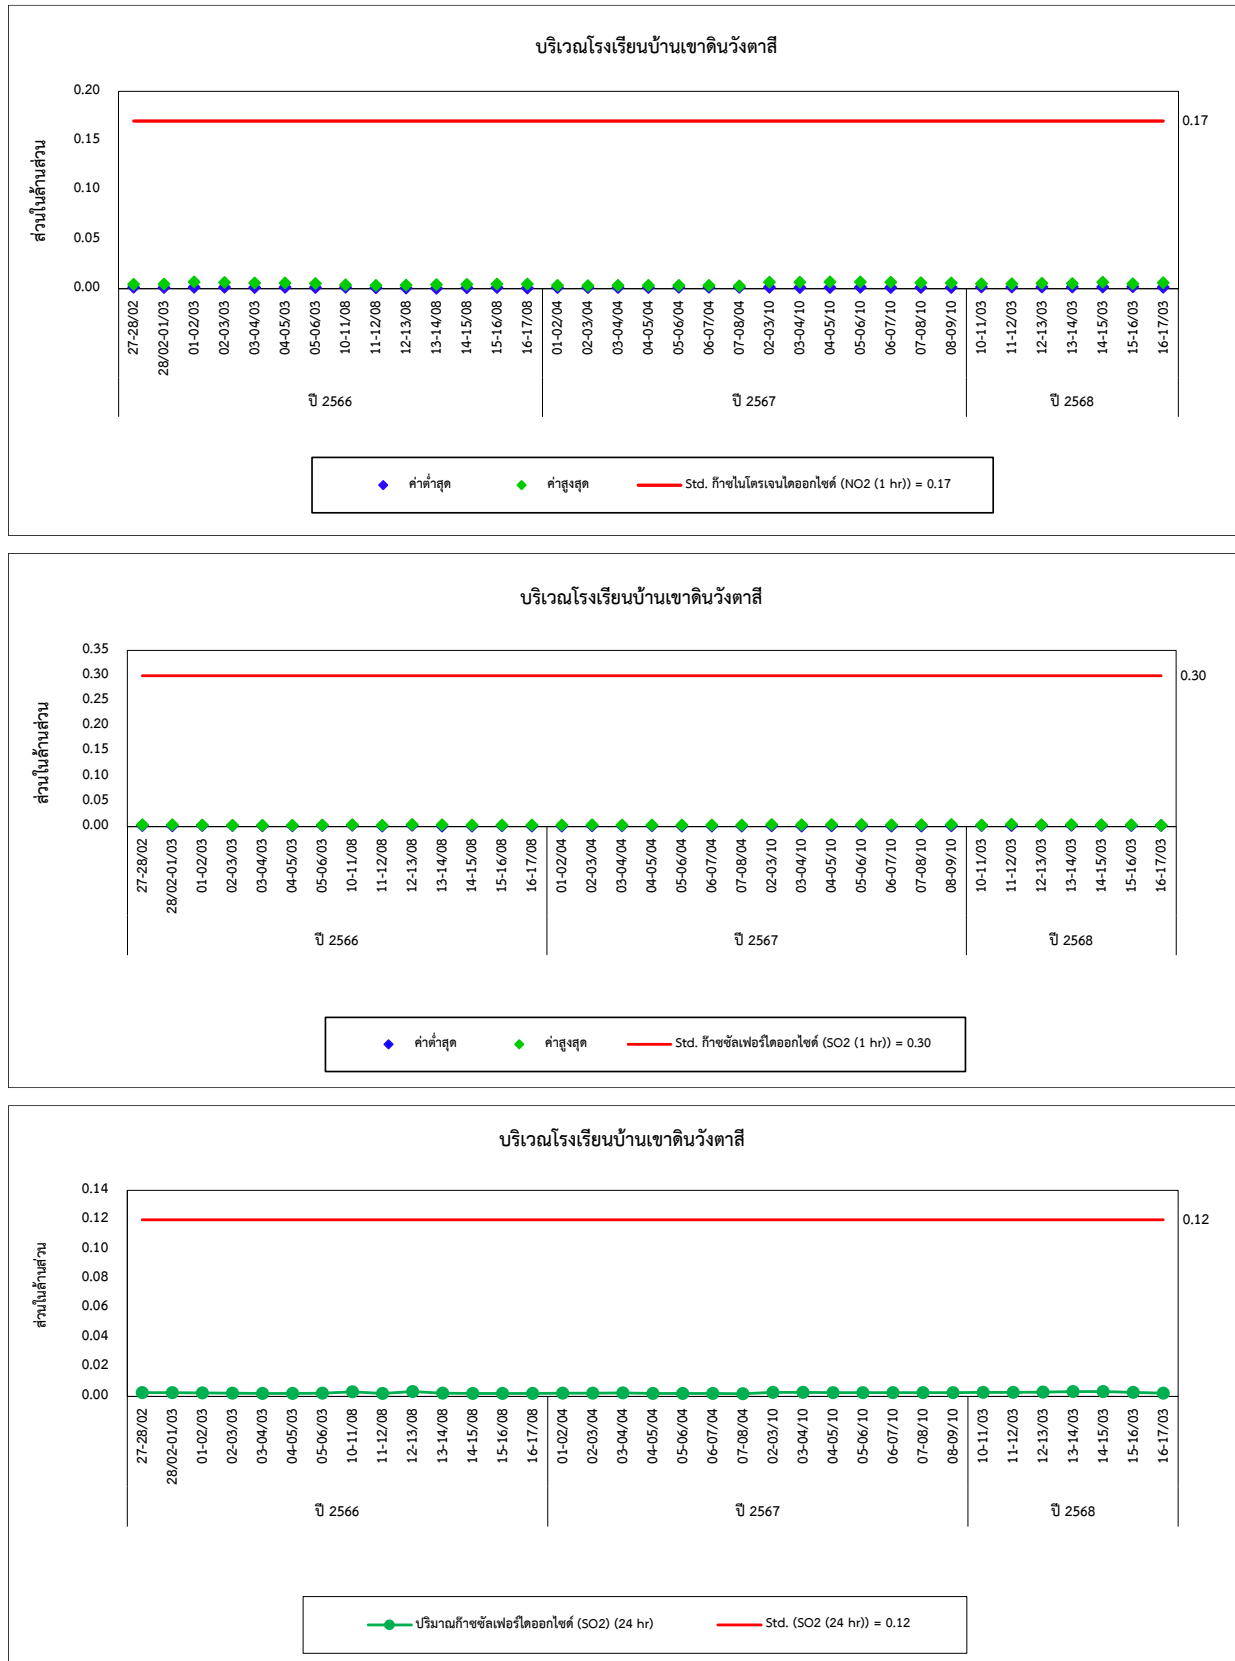 บริเวณโรงเรียนบ้านเขาดินวังตาสี
ส่วนในล้านส่วน
0.20
0.15
0.10
0.05
0.00
0.17
27-28/02 28/02-01/03 01-02/03 02-03/03 03-04/03 04-05/03 05-06/03 10-11/08 11-12/08 12-13/08 13-14/08 14-15/08 15-16/08 16-17/08 01-02/04 02-03/04 03-04/04 04-05/04 05-06/04 06-07/04 07-08/04 02-03/10 03-04/10 04-05/10 05-06/10 06-07/10 07-08/10 08-09/10 10-11/03 11-12/03 12-13/03 13-14/03 14-15/03 15-16/03 16-17/03
ปี 2566 ปี 2567 ปี 2568
ค่าต่ำสุด ค่าสูงสุด Std. ก๊าซไนโตรเจนไดออกไซด์ (NO2 (1 hr)) = 0.17
บริเวณโรงเรียนบ้านเขาดินวังตาสี
ส่วนในล้านส่วน
0.35
0.30
0.25
0.20
0.15
0.10
0.05
0.00
0.30
27-28/02 28/02-01/03 01-02/03 02-03/03 03-04/03 04-05/03 05-06/03 10-11/08 11-12/08 12-13/08 13-14/08 14-15/08 15-16/08 16-17/08 01-02/04 02-03/04 03-04/04 04-05/04 05-06/04 06-07/04 07-08/04 02-03/10 03-04/10 04-05/10 05-06/10 06-07/10 07-08/10 08-09/10 10-11/03 11-12/03 12-13/03 13-14/03 14-15/03 15-16/03 16-17/03
ปี 2566 ปี 2567 ปี 2568
ค่าต่ำสุด ค่าสูงสุด Std. ก๊าซซัลเฟอร์ไดออกไซด์ (SO2 (1 hr)) = 0.30
บริเวณโรงเรียนบ้านเขาดินวังตาสี
ส่วนในล้านส่วน
0.14
0.12
0.10
0.08
0.06
0.04
0.02
0.00
0.12
27-28/02 28/02-01/03 01-02/03 02-03/03 03-04/03 04-05/03 05-06/03 10-11/08 11-12/08 12-13/08 13-14/08 14-15/08 15-16/08 16-17/08 01-02/04 02-03/04 03-04/04 04-05/04 05-06/04 06-07/04 07-08/04 02-03/10 03-04/10 04-05/10 05-06/10 06-07/10 07-08/10 08-09/10 10-11/03 11-12/03 12-13/03 13-14/03 14-15/03 15-16/03 16-17/03
ปี 2566 ปี 2567 ปี 2568
ปริมาณก๊าซซัลเฟอร์ไดออกไซด์ (SO2) (24 hr) Std. (SO2 (24 hr)) = 0.12